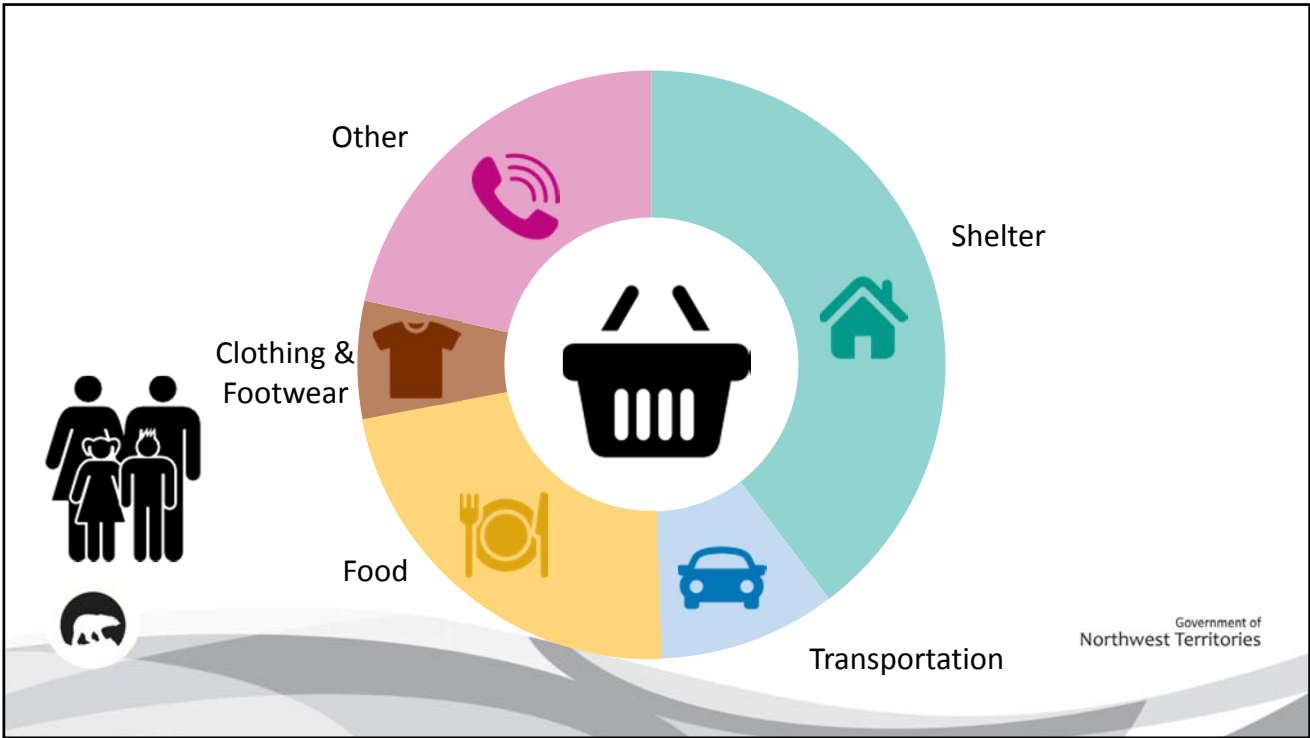 Other
Shelter
Clothing &
Footwear
Food
Transportation
Government of
Northwest Territories